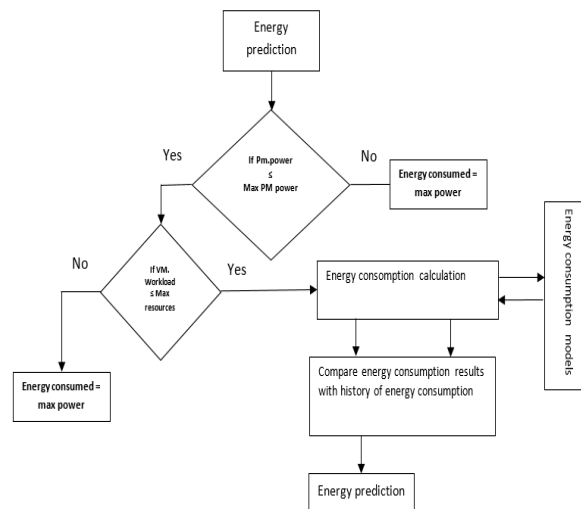 Energy
prediction
Yes
If Pm.power
≤
Max PM power
No
Energy consumed =
max power
No
If VM.
Workload
≤ Max
resources
Yes
Energy consomption calculation
Energy consumption models
Energy consumed =
max power
Compare energy consumption results
with history of energy consumption
Energy prediction